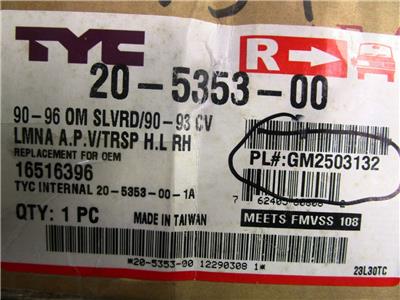 TYC
R
20-5353-00
90-96 OM SLVRD/90-93 CV
LMNA A.P.V/TRSP H.L RH
REPLACEMENT FOR OEM
16516396
TYC INTERNAL 20-5353-00-1A
PL#:GM2503132
QTY: 1 PC
MADE IN TAIWAN
MEETS FMVSS 108
*20-5353-00 12290308 1*
23L30TC